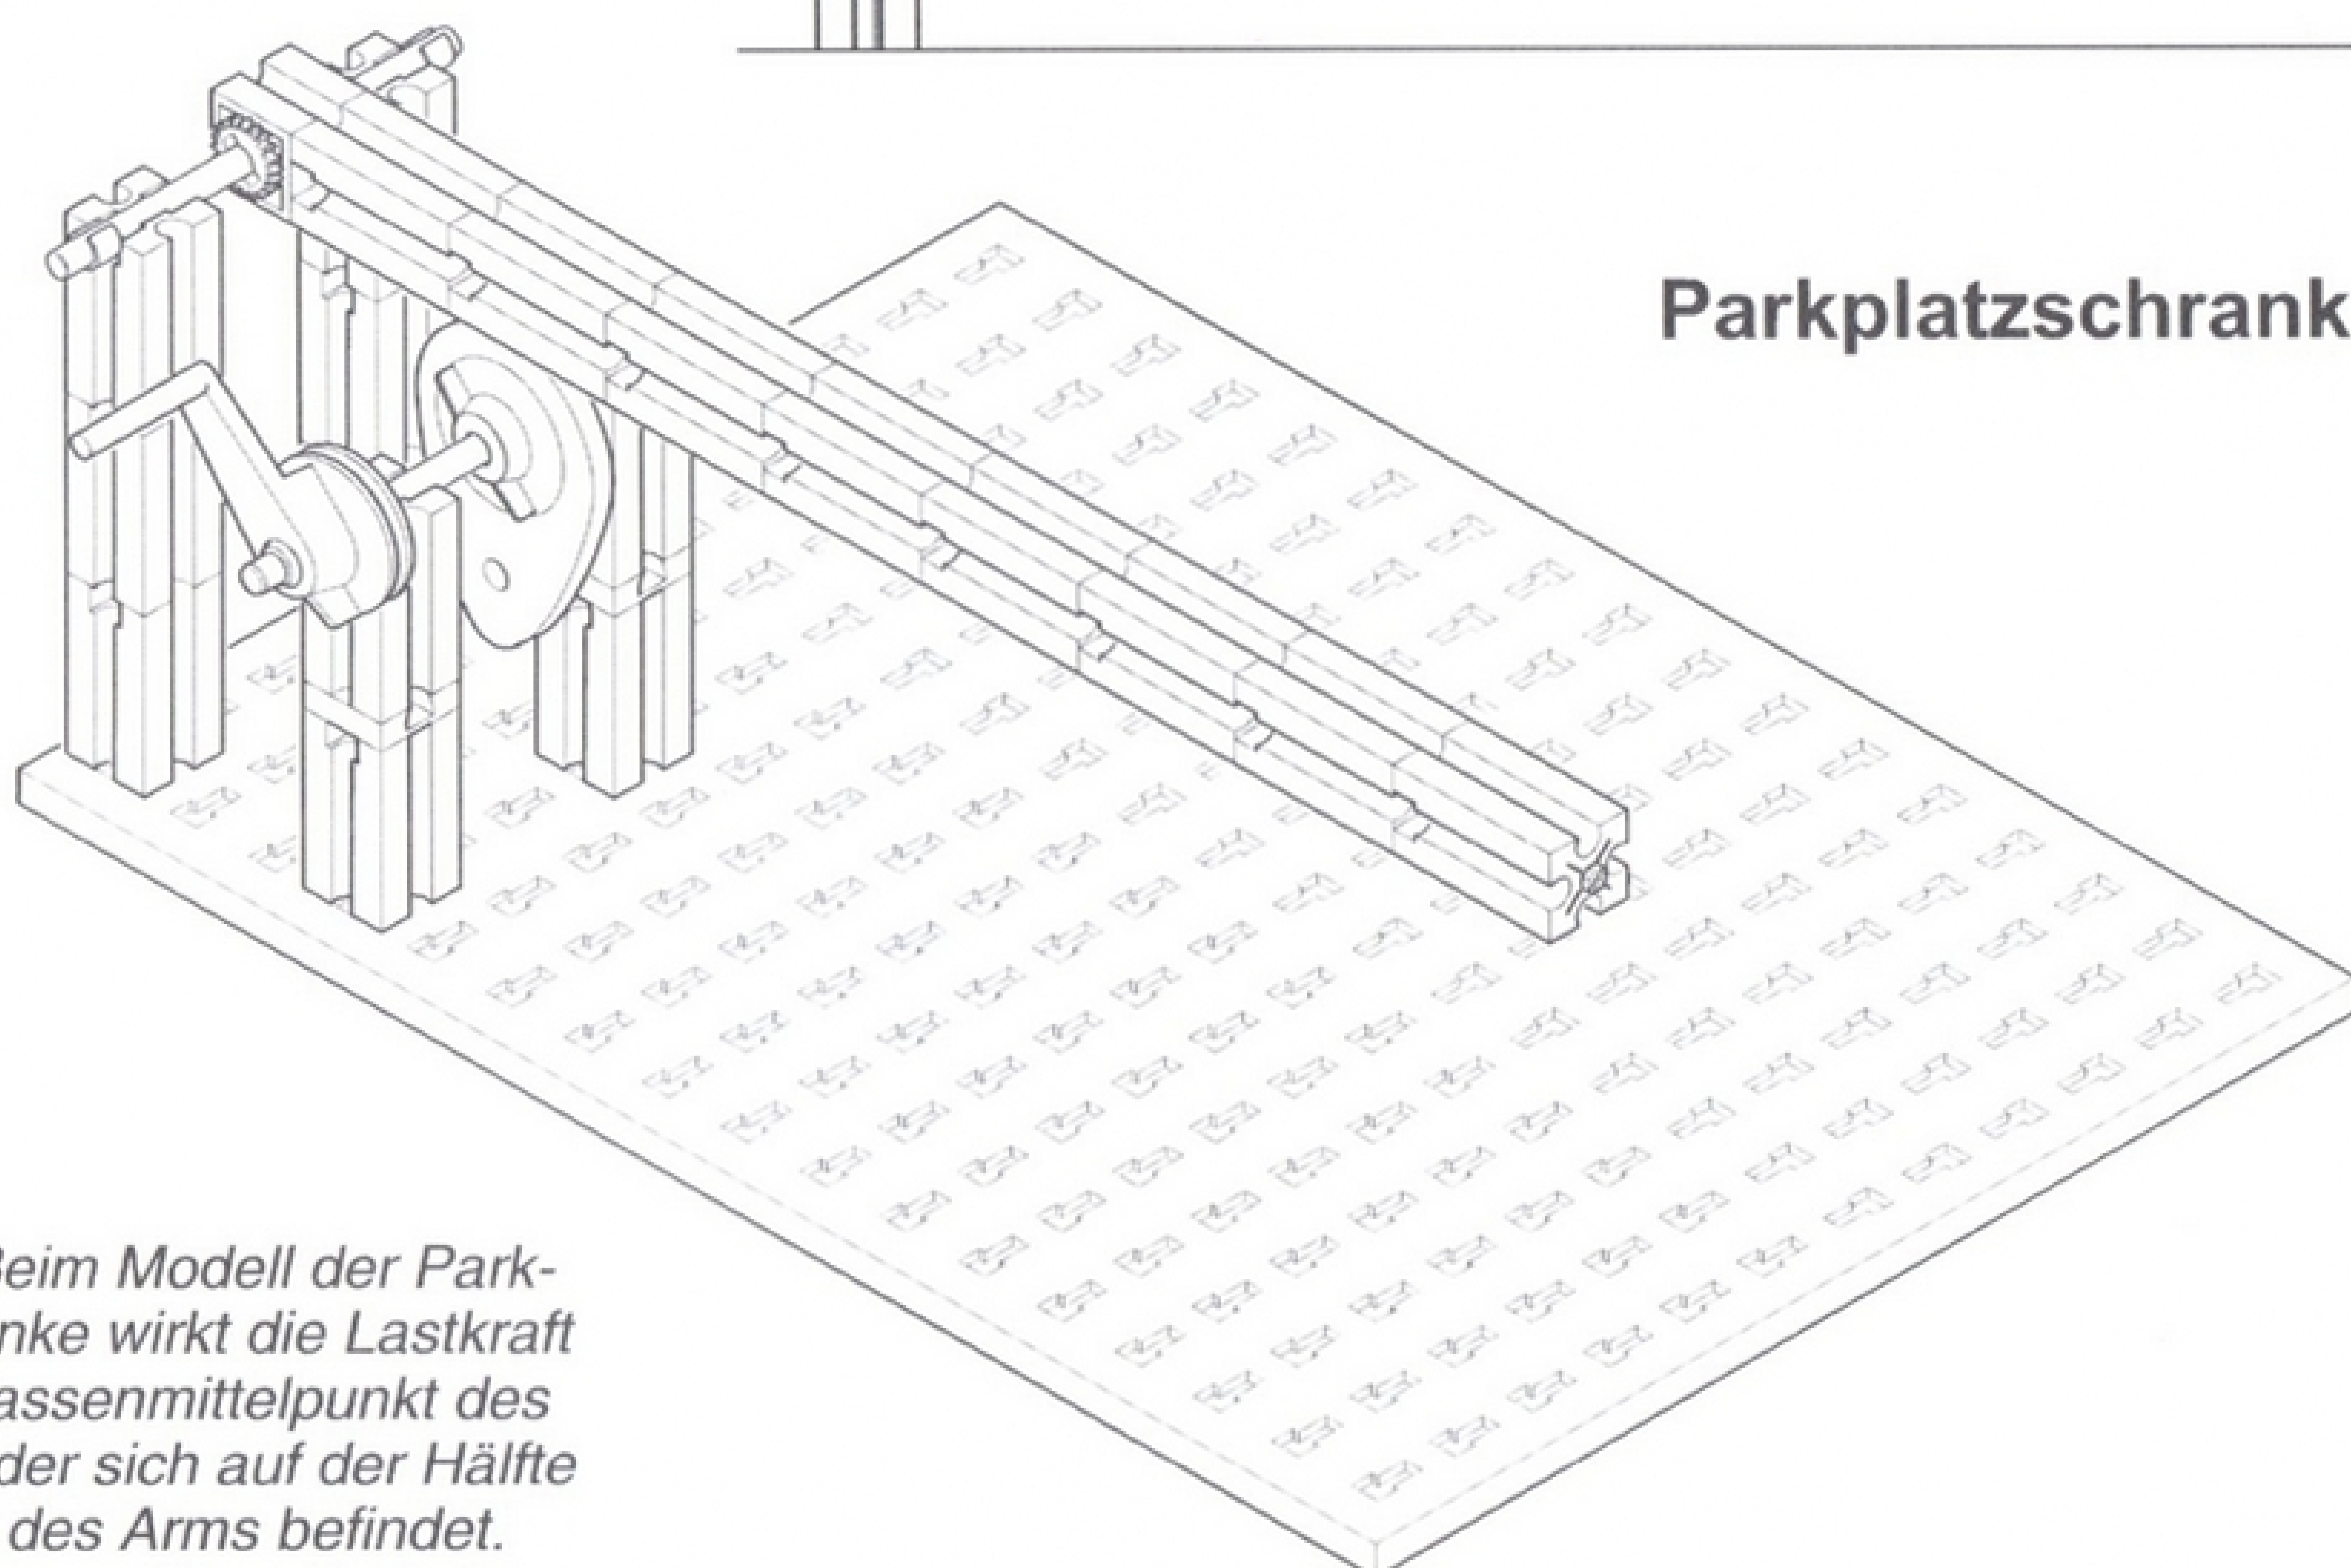 Parkplatzschrank
Beim Modell der Park-
nke wirkt die Lastkraft
assenmittelpunkt des
der sich auf der Hälfte
des Arms befindet.